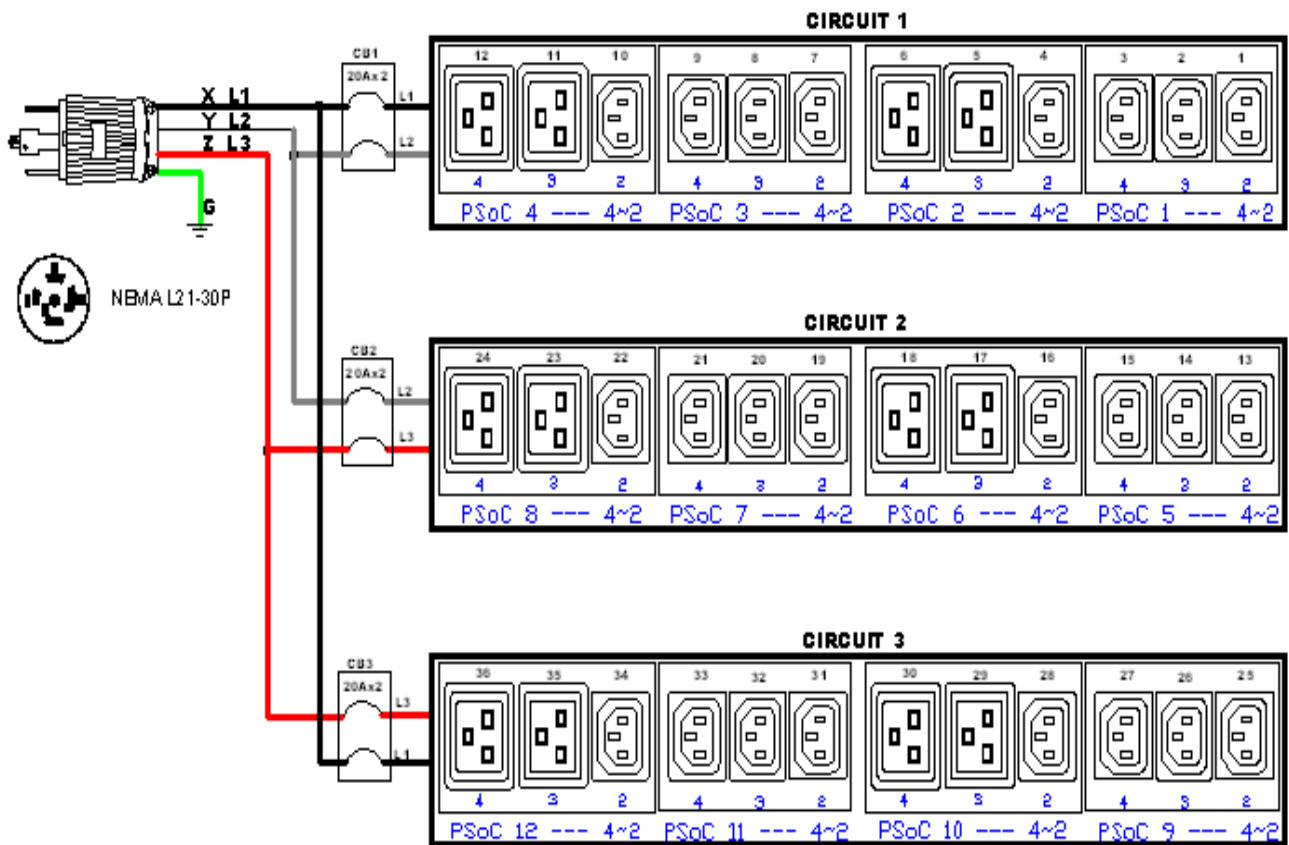 CIRCUIT 1
CB1
20Ax2
12 11 10 9 8 7 6 5 4 3 2 1
X L1
Y L2
Z L3
L1
L2
G
4 3 2 4 3 2 4 3 2 4 3 2
PSoC 4 --- 4~2 PSoC 3 --- 4~2 PSoC 2 --- 4~2 PSoC 1 --- 4~2
NEMA L21-30P
CIRCUIT 2
CB2
20Ax2
24 23 22 21 20 19 18 17 16 15 14 13
L2
L3
4 3 2 4 3 2 4 3 2 4 3 2
PSoC 8 --- 4~2 PSoC 7 --- 4~2 PSoC 6 --- 4~2 PSoC 5 --- 4~2
CIRCUIT 3
CB3
20Ax2
36 35 34 33 32 31 30 29 28 27 26 25
L3
L1
4 3 2 4 3 2 4 3 2 4 3 2
PSoC 12 --- 4~2 PSoC 11 --- 4~2 PSoC 10 --- 4~2 PSoC 9 --- 4~2